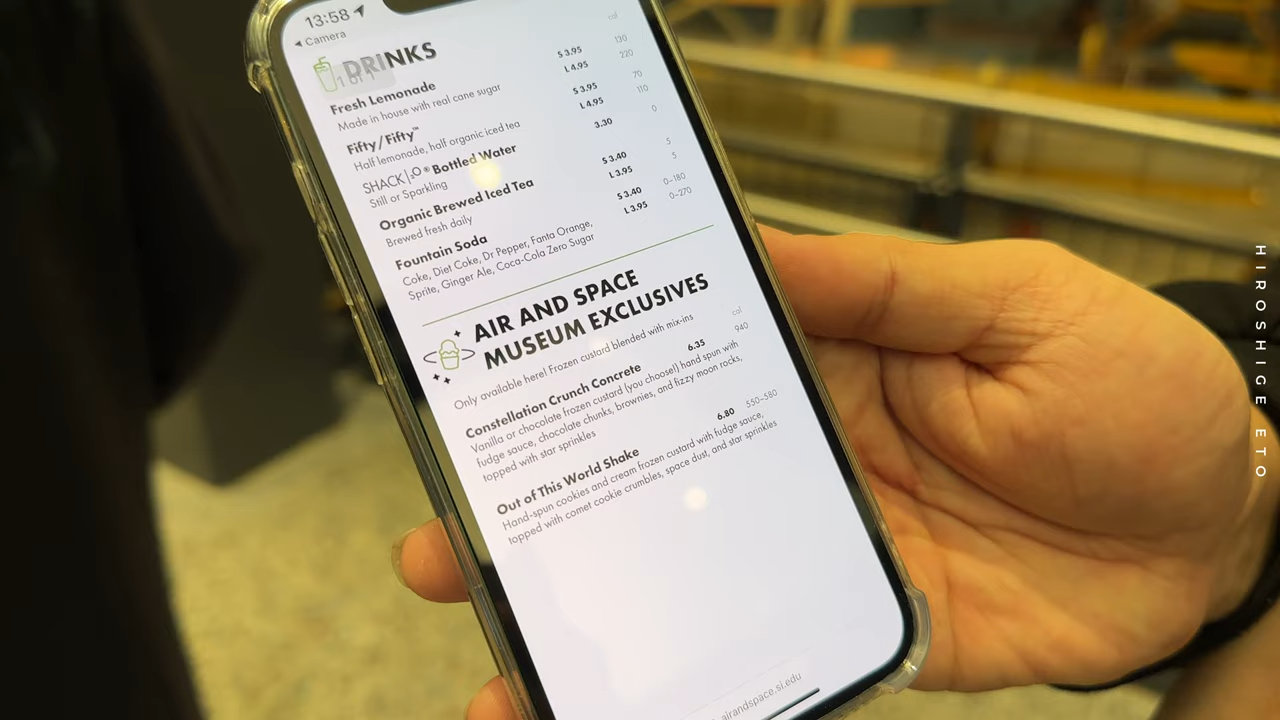 13:58
◂ Camera
DRINKS
cal
1 of 1
Fresh Lemonade S 3.95 130
Made in house with real cane sugar L 4.95 220
Fifty/Fifty™ S 3.95 70
Half lemonade, half organic iced tea L 4.95 110
SHACK2O® Bottled Water 3.30 0
Still or Sparkling
Organic Brewed Iced Tea S 3.40 5
Brewed fresh daily L 3.95 5
Fountain Soda S 3.40 0–180
Coke, Diet Coke, Dr Pepper, Fanta Orange, L 3.95 0–270
Sprite, Ginger Ale, Coca-Cola Zero Sugar
AIR AND SPACE
MUSEUM EXCLUSIVES
Only available here! Frozen custard blended with mix-ins cal
Constellation Crunch Concrete 6.35 940
Vanilla or chocolate frozen custard (you choose!) hand spun with
fudge sauce, chocolate chunks, brownies, and fizzy moon rocks,
topped with star sprinkles
Out of This World Shake 6.80 550–580
Hand-spun cookies and cream frozen custard with fudge sauce,
topped with comet cookie crumbles, space dust, and star sprinkles
airandspace.si.edu
HIROSHIGE ETO